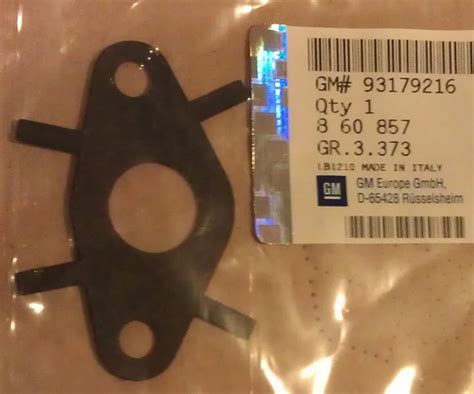 GM# 93179216
Qty 1
8 60 857
GR.3.373
LB1210 MADE IN ITALY
GM
GM Europe GmbH,
D-65428 Rüsselsheim